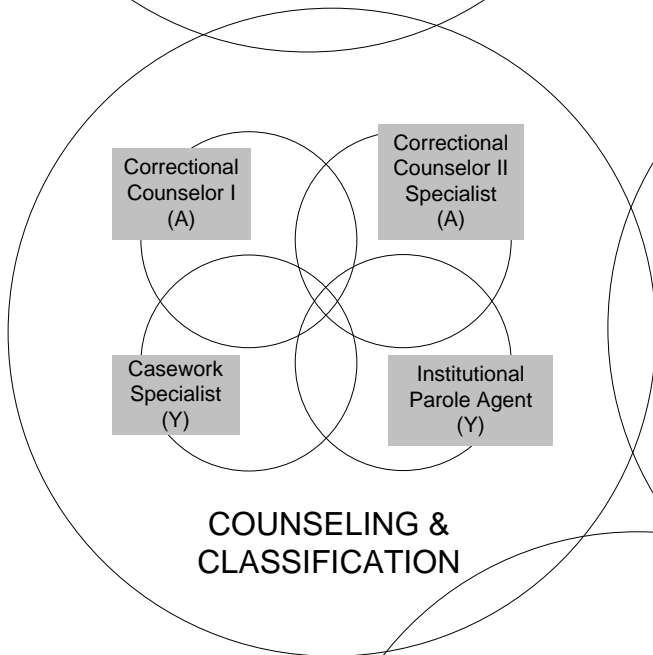 Correctional
Counselor I
(A)
Correctional
Counselor II
Specialist
(A)
Casework
Specialist
(Y)
Institutional
Parole Agent
(Y)
COUNSELING &
CLASSIFICATION